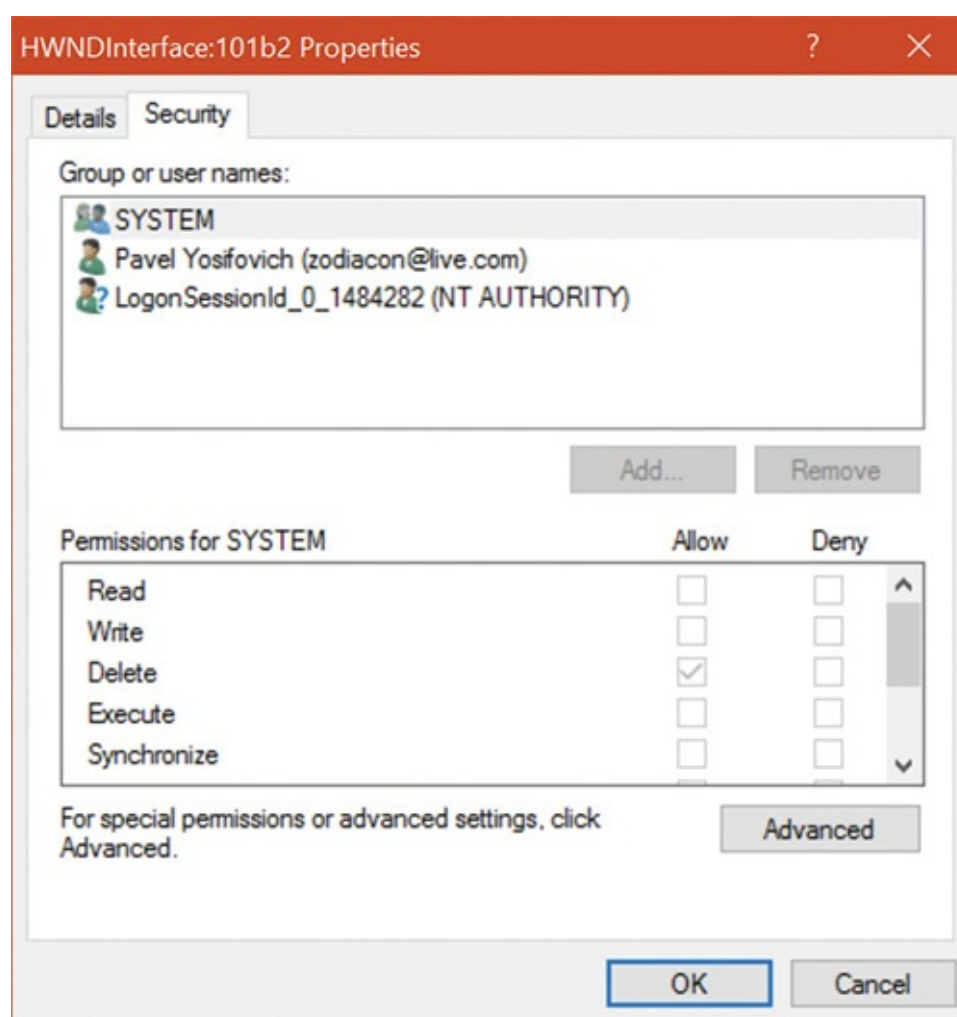 HWNDInterface:101b2 Properties ? ×
Details Security
Group or user names:
SYSTEM
Pavel Yosifovich (zodiacon@live.com)
LogonSessionId_0_1484282 (NT AUTHORITY)
Add... Remove
Permissions for SYSTEM Allow Deny
Read
Write
Delete
Execute
Synchronize
For special permissions or advanced settings, click
Advanced.
Advanced
OK Cancel